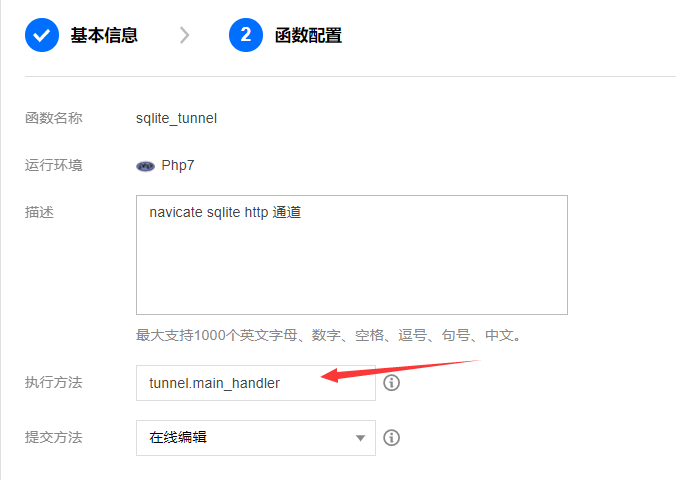 基本信息
2 函数配置
函数名称 sqlite_tunnel
运行环境 Php7
描述 navicate sqlite http 通道
最大支持1000个英文字母、数字、空格、逗号、句号、中文。
执行方法 tunnel.main_handler
提交方法 在线编辑